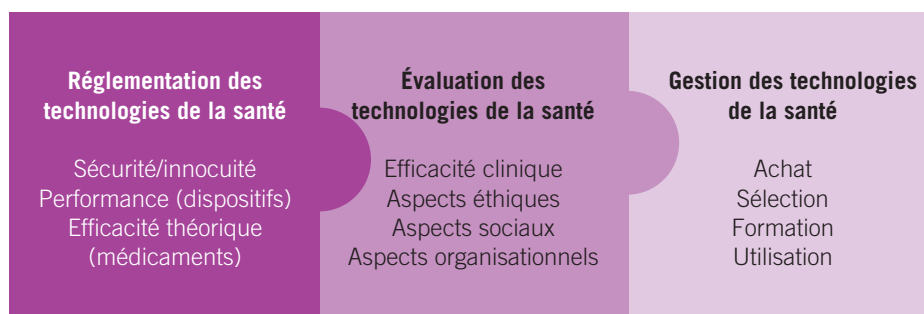 Réglementation des
technologies de la santé
Sécurité/innocuité
Performance (dispositifs)
Efficacité théorique
(médicaments)
Évaluation des
technologies de la santé
Efficacité clinique
Aspects éthiques
Aspects sociaux
Aspects organisationnels
Gestion des technologies
de la santé
Achat
Sélection
Formation
Utilisation